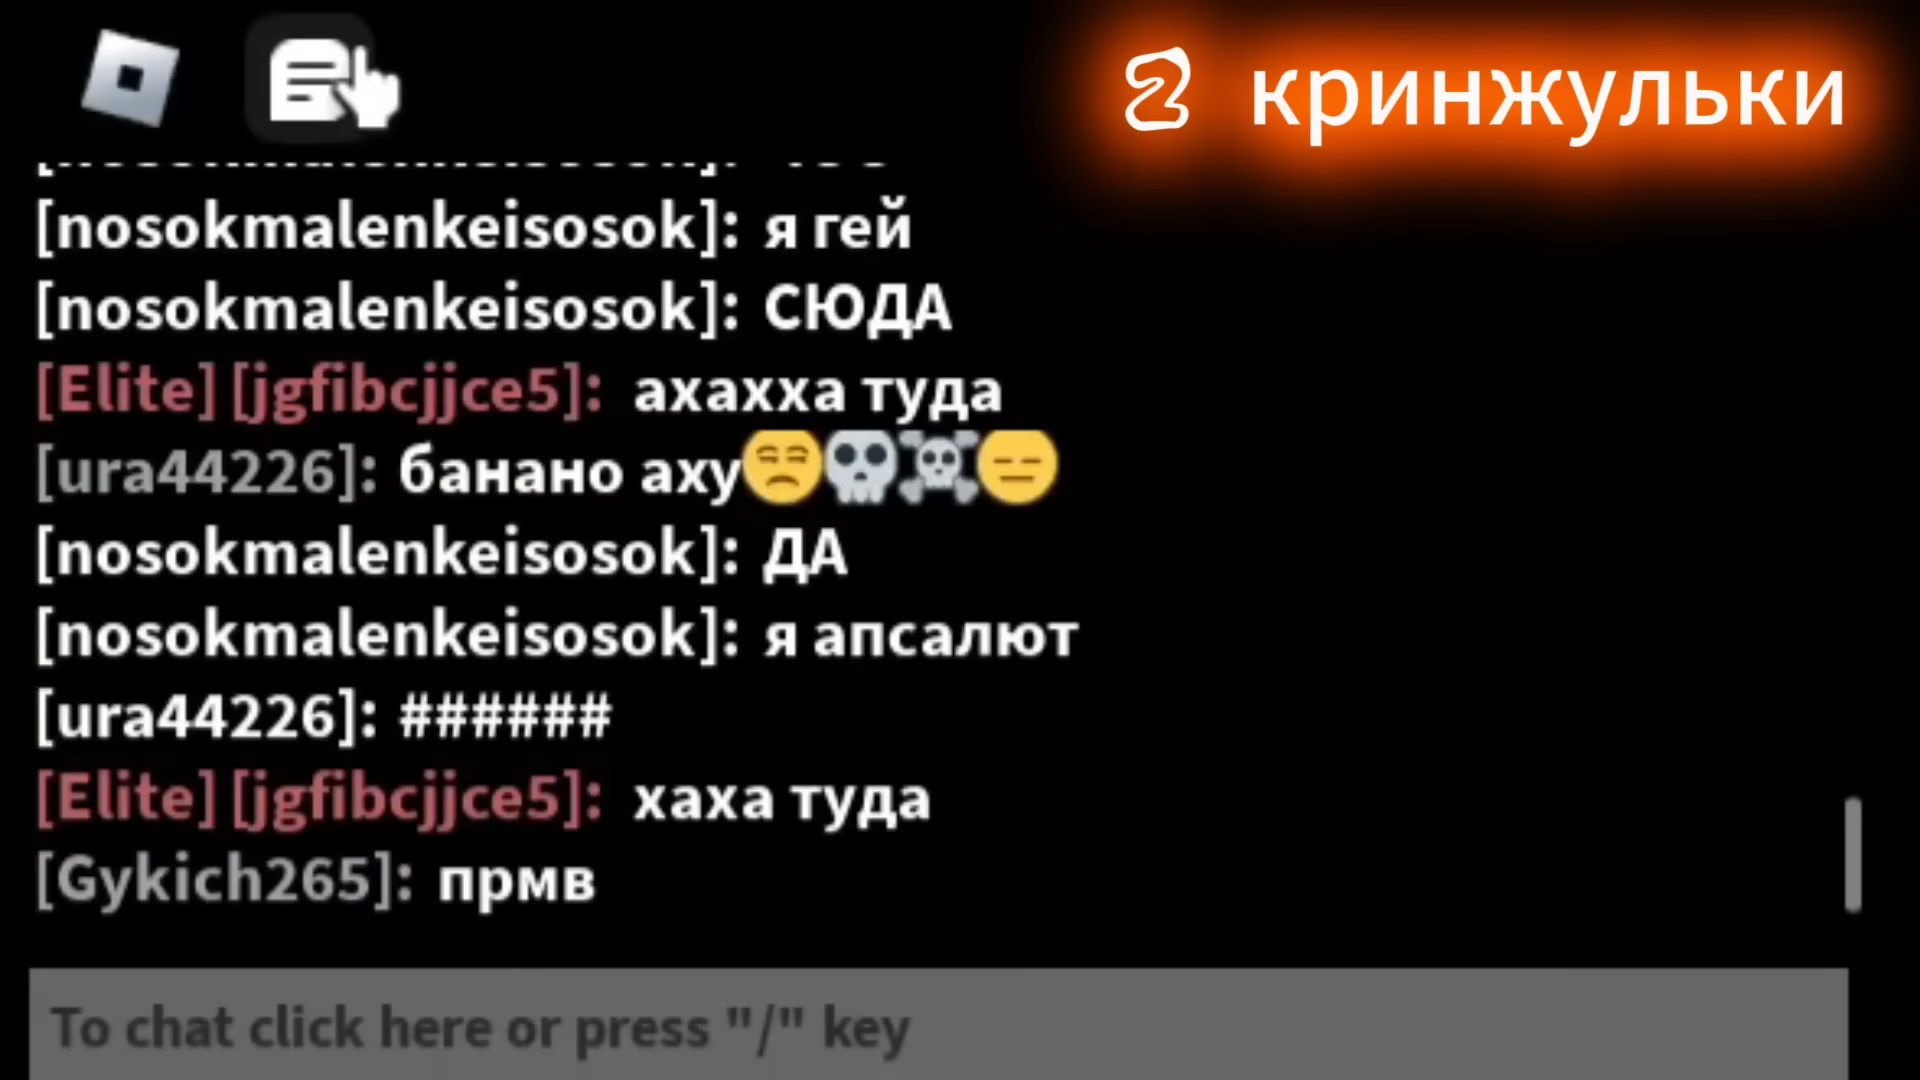 2 кринжульки
[nosokmalenkeisosok]: я гей
[nosokmalenkeisosok]: СЮДА
[Elite] [jgfibcjjce5]: ахахха туда
[ura44226]: банано аху😒💀☠️😑
[nosokmalenkeisosok]: ДА
[nosokmalenkeisosok]: я апсалют
[ura44226]: ######
[Elite] [jgfibcjjce5]: хаха туда
[Gykich265]: прмв
To chat click here or press "/" key